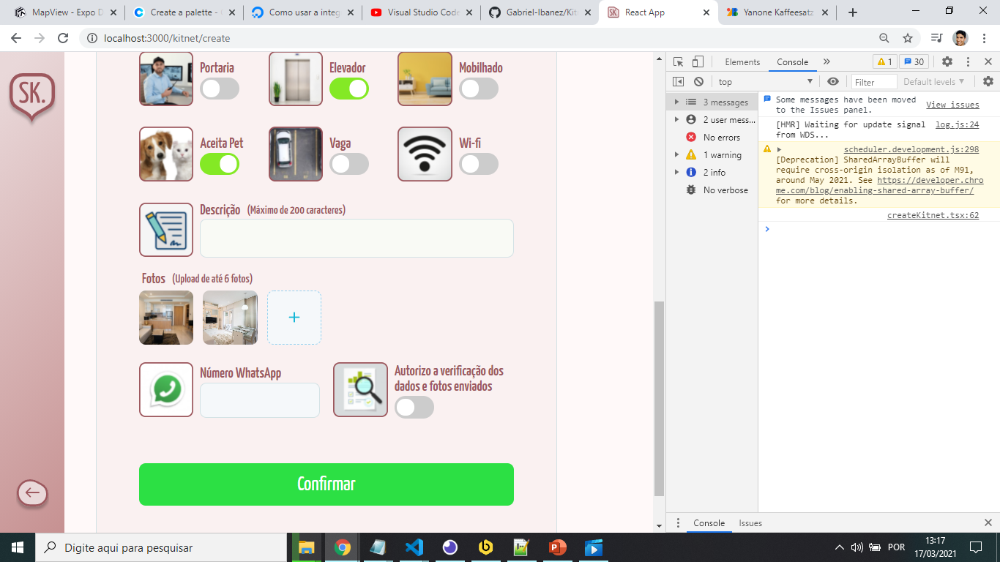 MapView - Expo D
Create a palette - C
Como usar a integ
Visual Studio Code
Gabriel-Ibanez/Kit
React App
Yanone Kaffeesatz
localhost:3000/kitnet/create
SK.
Portaria
Elevador
Mobilhado
Aceita Pet
Vaga
Wi-fi
Descrição (Máximo de 200 caracteres)
Fotos (Upload de até 6 fotos)
+
Número WhatsApp
Autorizo a verificação dos
dados e fotos enviados
Confirmar
Elements
Console
1
30
top
Filter
Default levels
3 messages
2 user mess...
No errors
1 warning
2 info
No verbose
Some messages have been moved
to the Issues panel.
View issues
[HMR] Waiting for update signal
from WDS...
log.js:24
scheduler.development.js:298
[Deprecation] SharedArrayBuffer will
require cross-origin isolation as of M91,
around May 2021. See https://developer.chro
me.com/blog/enabling-shared-array-buffer/
for more details.
createKitnet.tsx:62
Console
Issues
Digite aqui para pesquisar
POR
13:17
17/03/2021